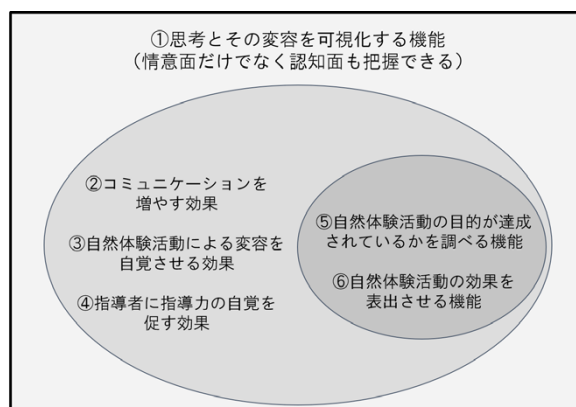 ①思考とその変容を可視化する機能
（情意面だけでなく認知面も把握できる）
②コミュニケーションを
増やす効果
③自然体験活動による変容を
自覚させる効果
④指導者に指導力の自覚を
促す効果
⑤自然体験活動の目的が達成
されているかを調べる機能
⑥自然体験活動の効果を
表出させる機能